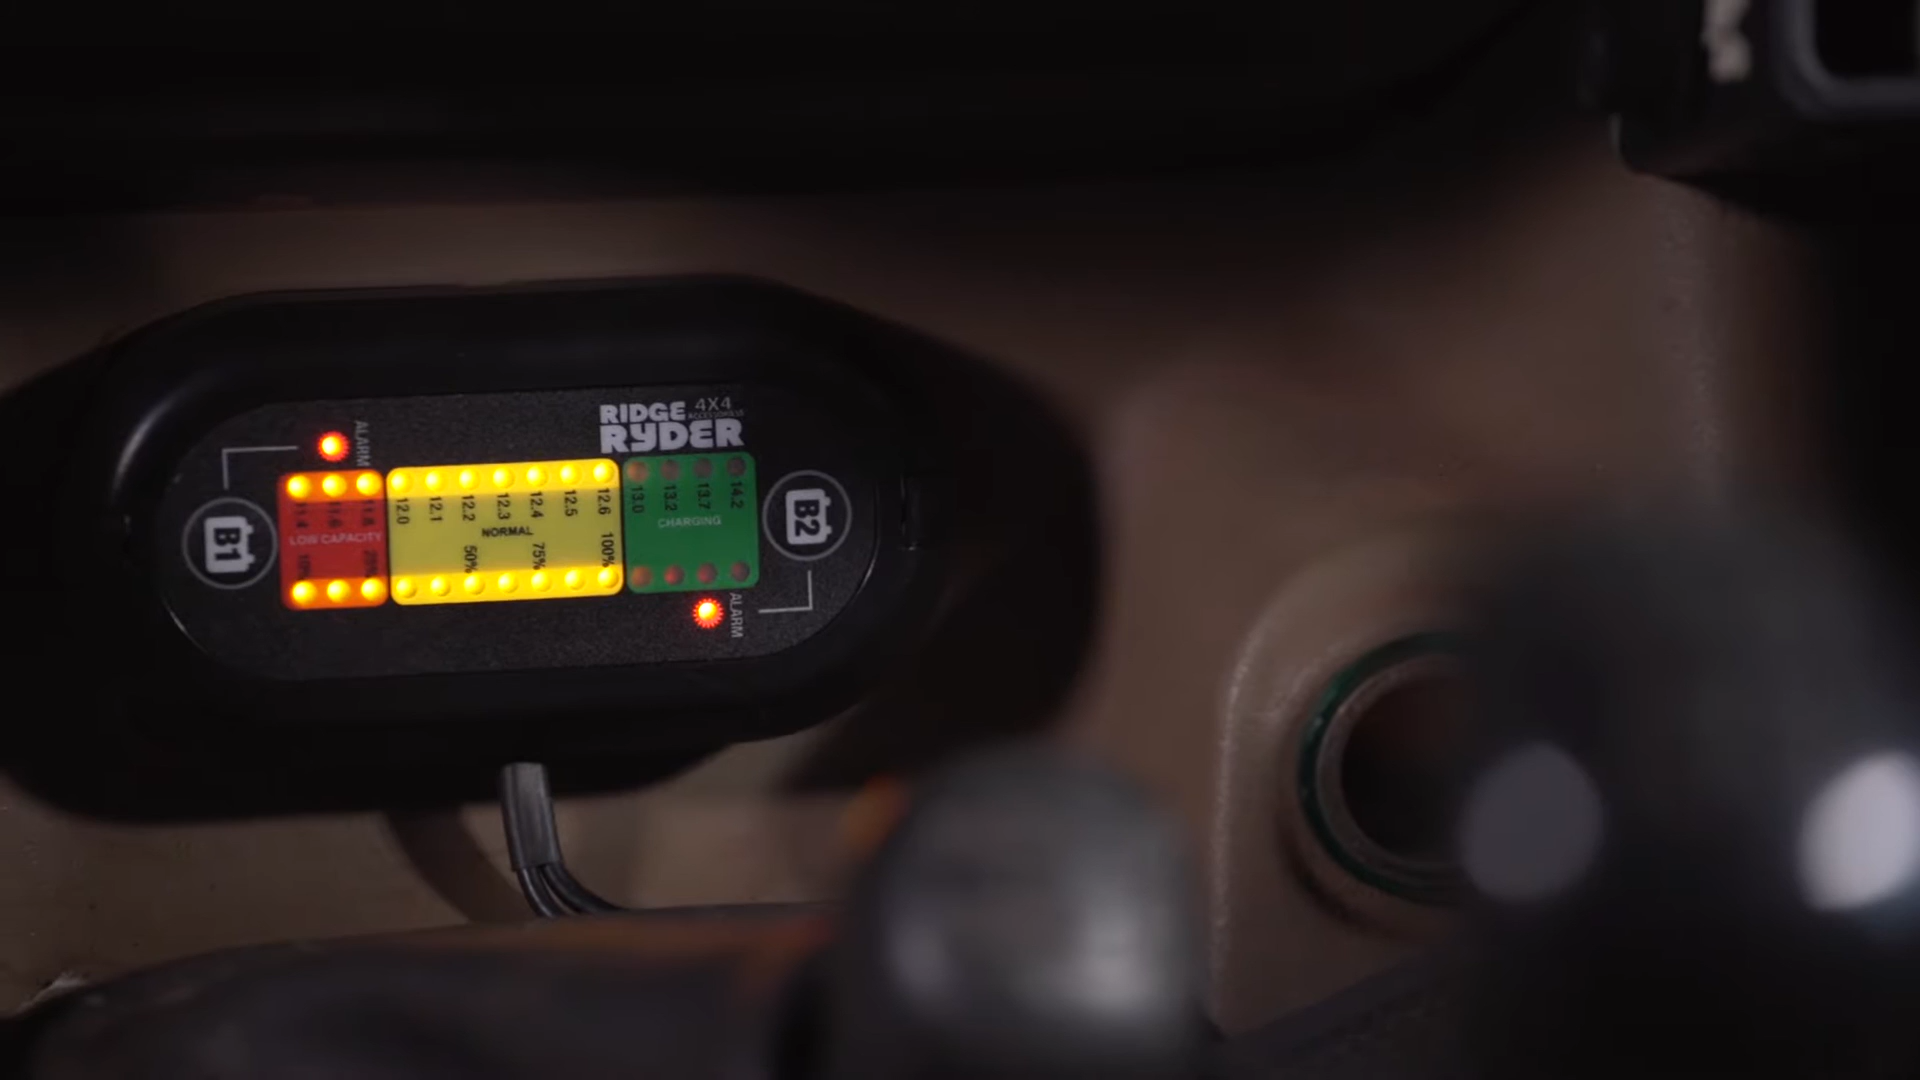 RIDGE 4X4
ACCESSORIES
RYDER
ALARM
B1
11.4 11.6 11.8
LOW CAPACITY
10% 25%
12.0 12.1 12.2 12.3 12.4 12.5 12.6
NORMAL
50% 75% 100%
13.0 13.2 13.7 14.2
CHARGING
B2
ALARM